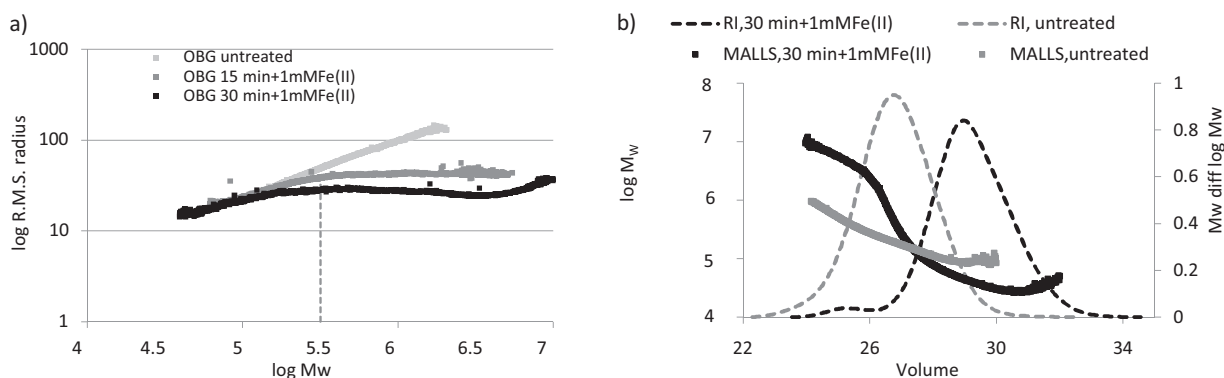 a)
1000
100
10
1
log R.M.S. radius
OBG untreated
OBG 15 min+1mMFe(II)
OBG 30 min+1mMFe(II)
4 4.5 5 5.5 6 6.5 7
log Mw
b)
RI,30 min+1mMFe(II) RI, untreated
MALLS,30 min+1mMFe(II) MALLS,untreated
8
7
6
5
4
log Mw
1
0.8
0.6
0.4
0.2
0
Mw diff log Mw
22 26 30 34
Volume